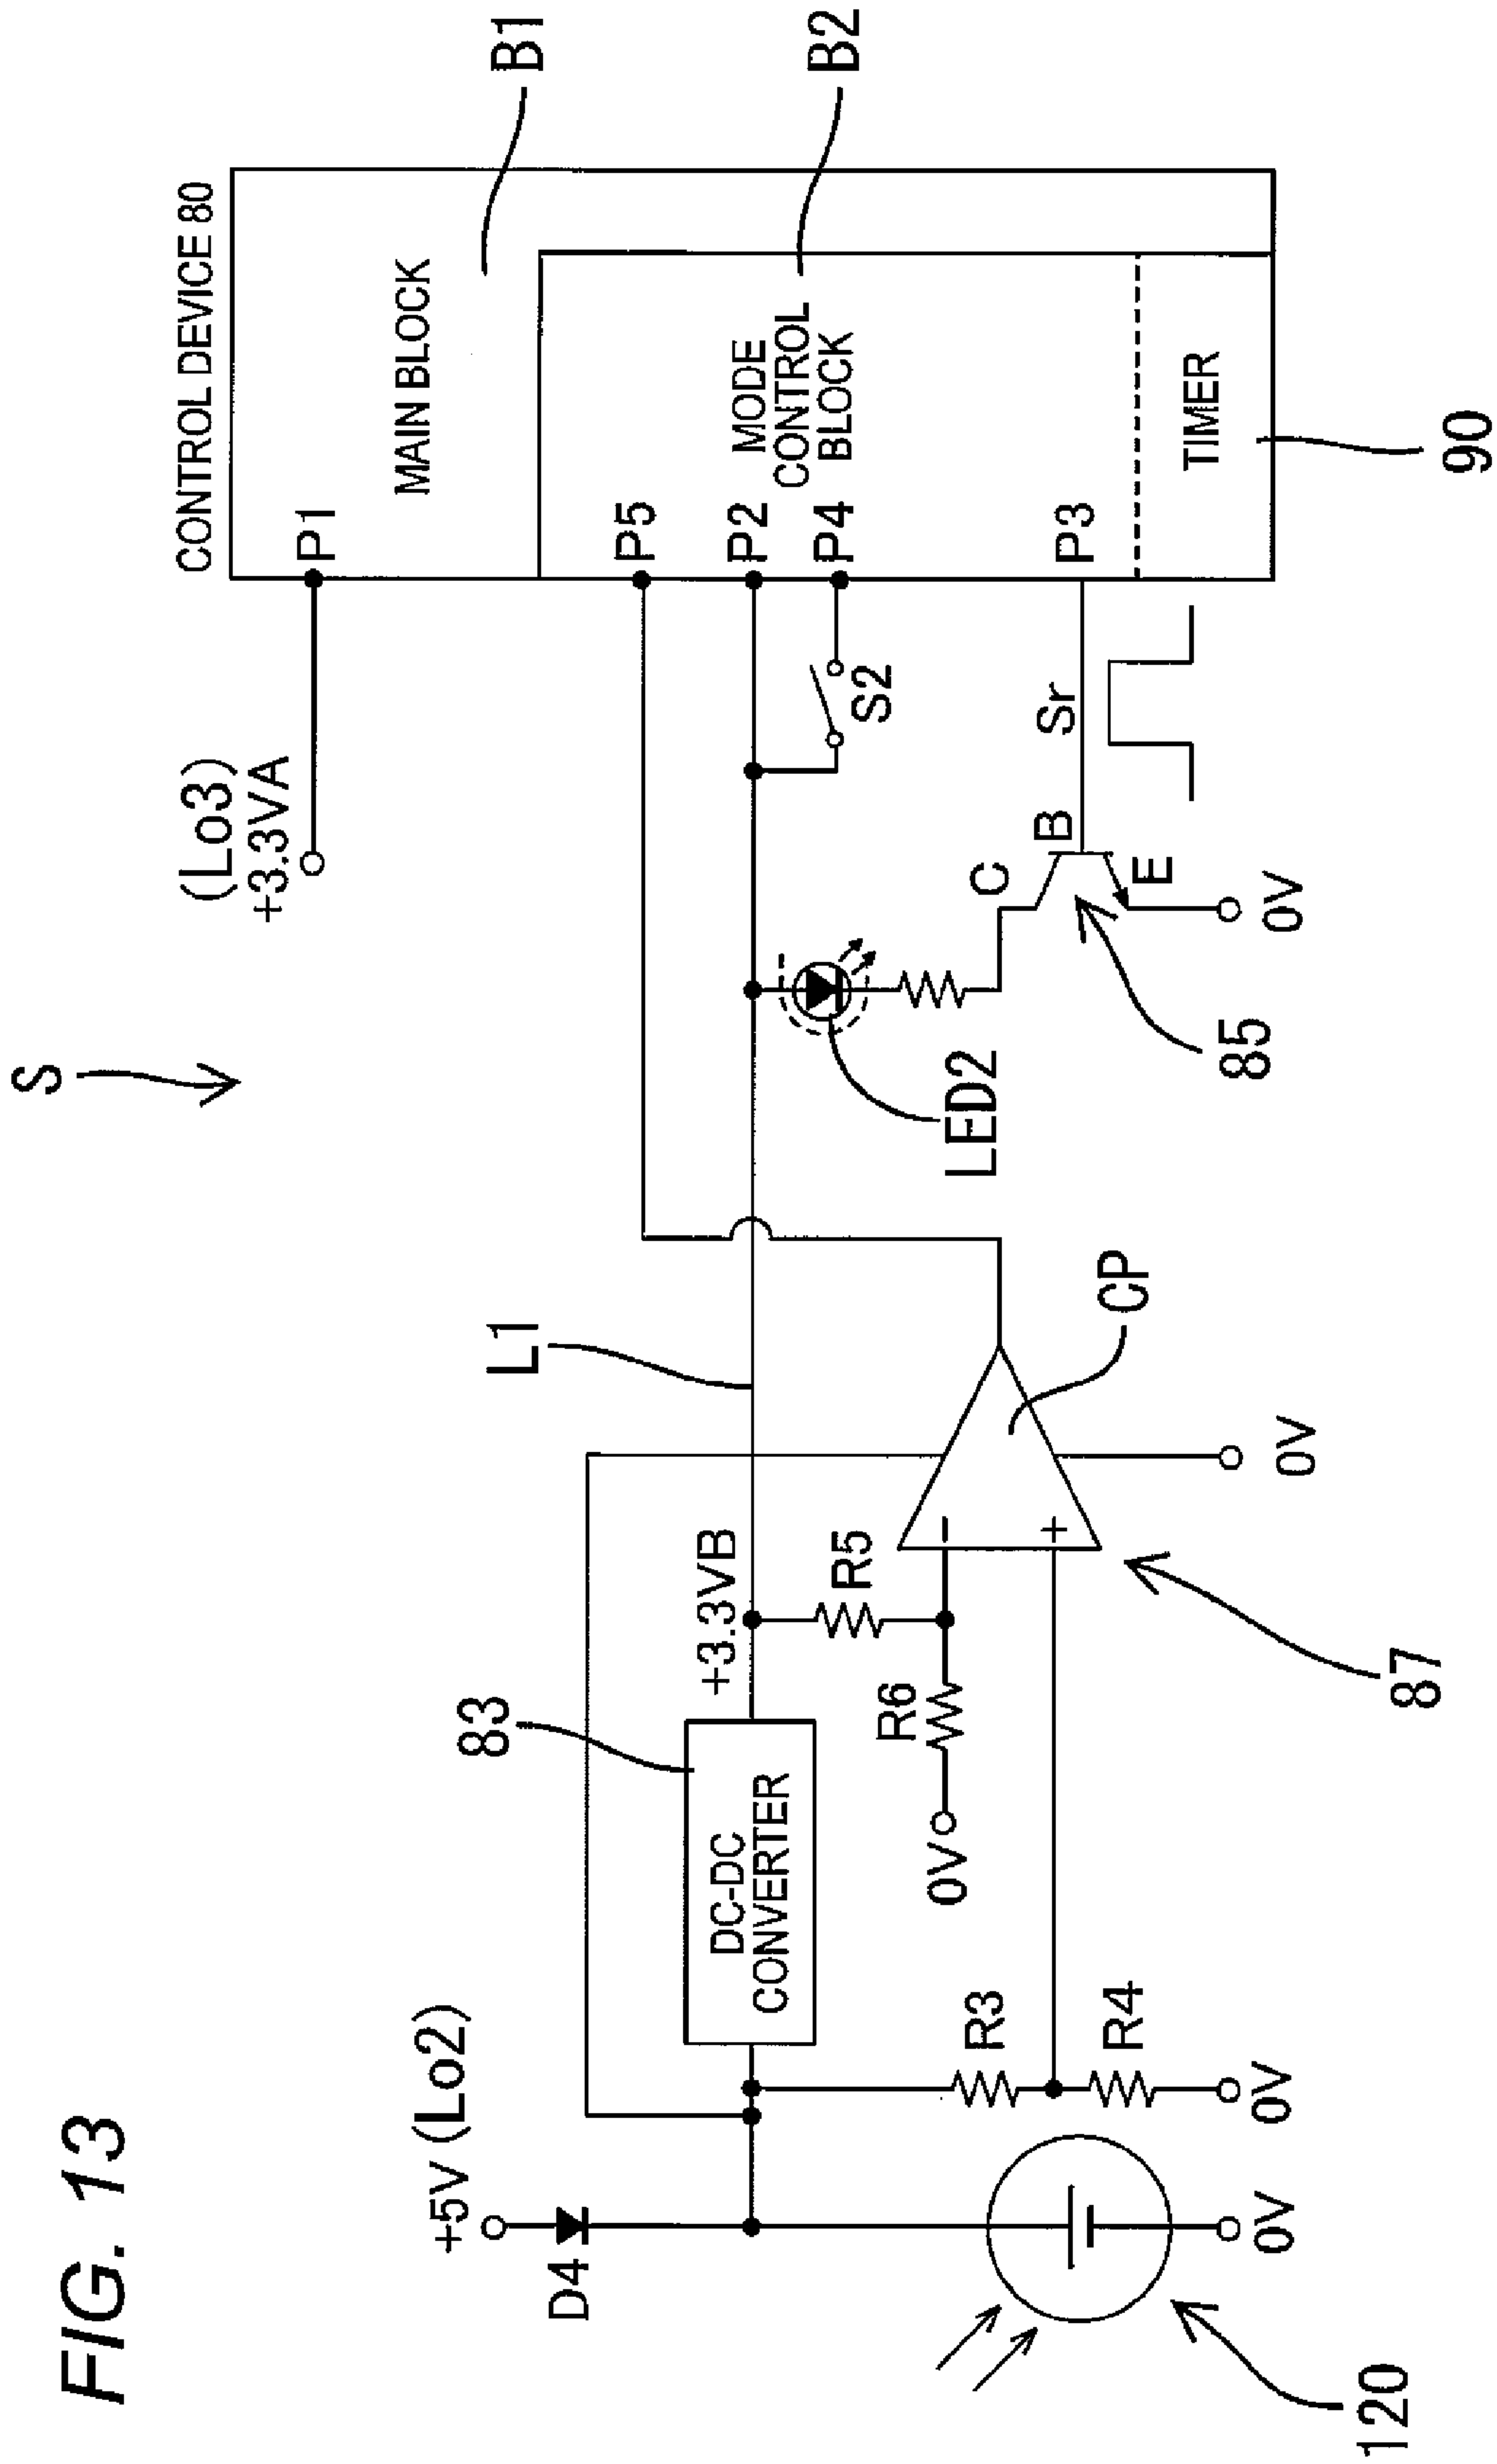 FIG. 13
S
+5V (Lo2)
D4
120
0V
83
DC-DC
CONVERTER
+3.3VB
L1
R3
R4
0V
R5
R6
0V
−
+
CP
87
0V
(Lo3)
+3.3VA
LED2
C
B
E
85
0V
Sr
S2
CONTROL DEVICE 80
P1
MAIN BLOCK
B1
P5
P2
P4
P3
MODE
CONTROL
BLOCK
B2
TIMER
90